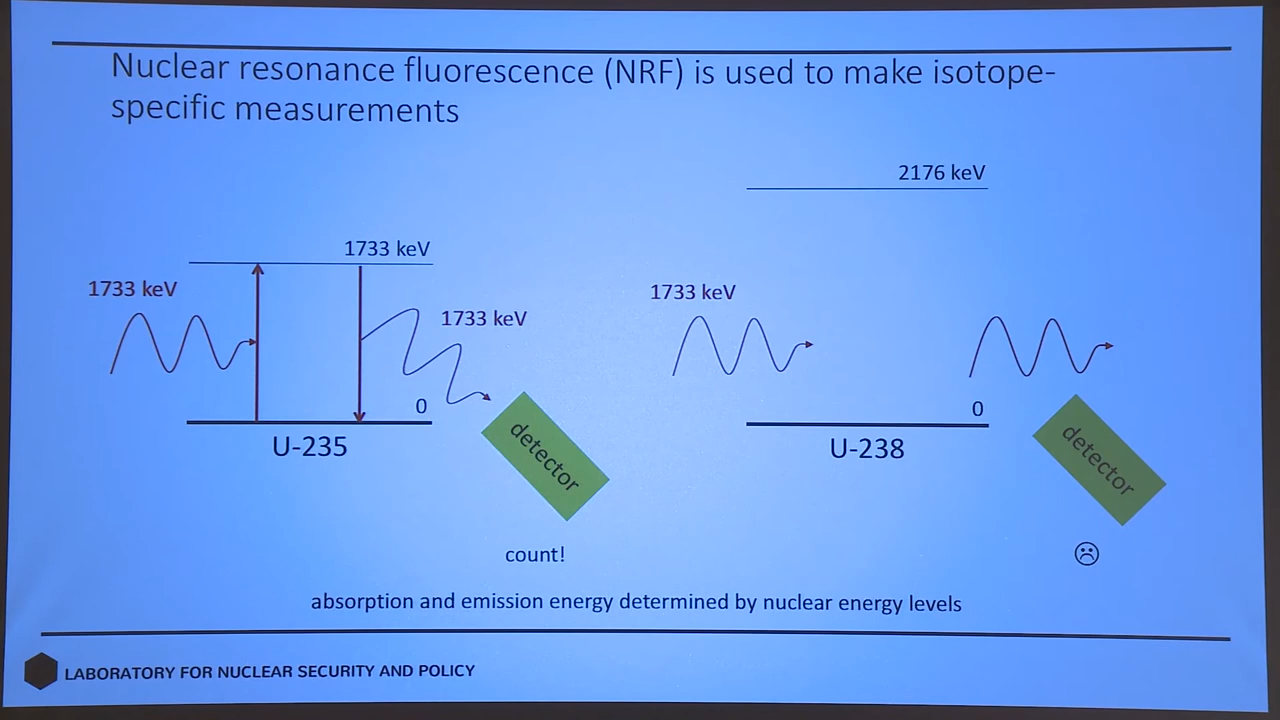 Nuclear resonance fluorescence (NRF) is used to make isotope-
specific measurements
2176 keV
1733 keV
1733 keV
1733 keV
0
U-235
detector
count!
1733 keV
0
U-238
detector
absorption and emission energy determined by nuclear energy levels
LABORATORY FOR NUCLEAR SECURITY AND POLICY